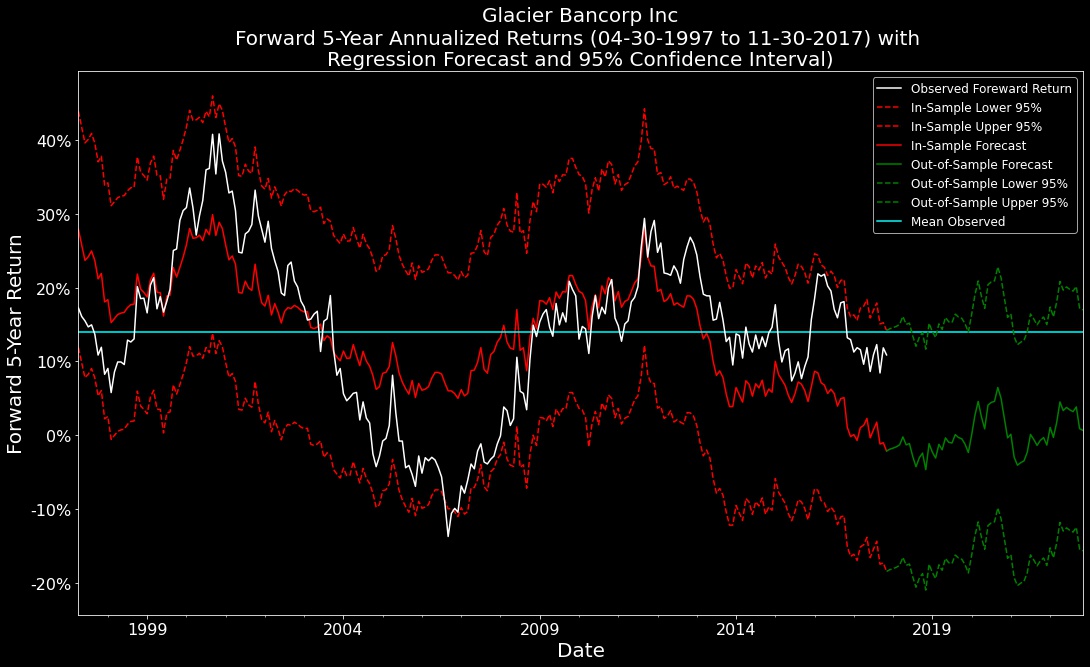 Glacier Bancorp Inc
Forward 5-Year Annualized Returns (04-30-1997 to 11-30-2017) with
Regression Forecast and 95% Confidence Interval)
Observed Foreward Return
In-Sample Lower 95%
In-Sample Upper 95%
In-Sample Forecast
Out-of-Sample Forecast
Out-of-Sample Lower 95%
Out-of-Sample Upper 95%
Mean Observed
Forward 5-Year Return
40%
30%
20%
10%
0%
-10%
-20%
1999
2004
2009
2014
2019
Date